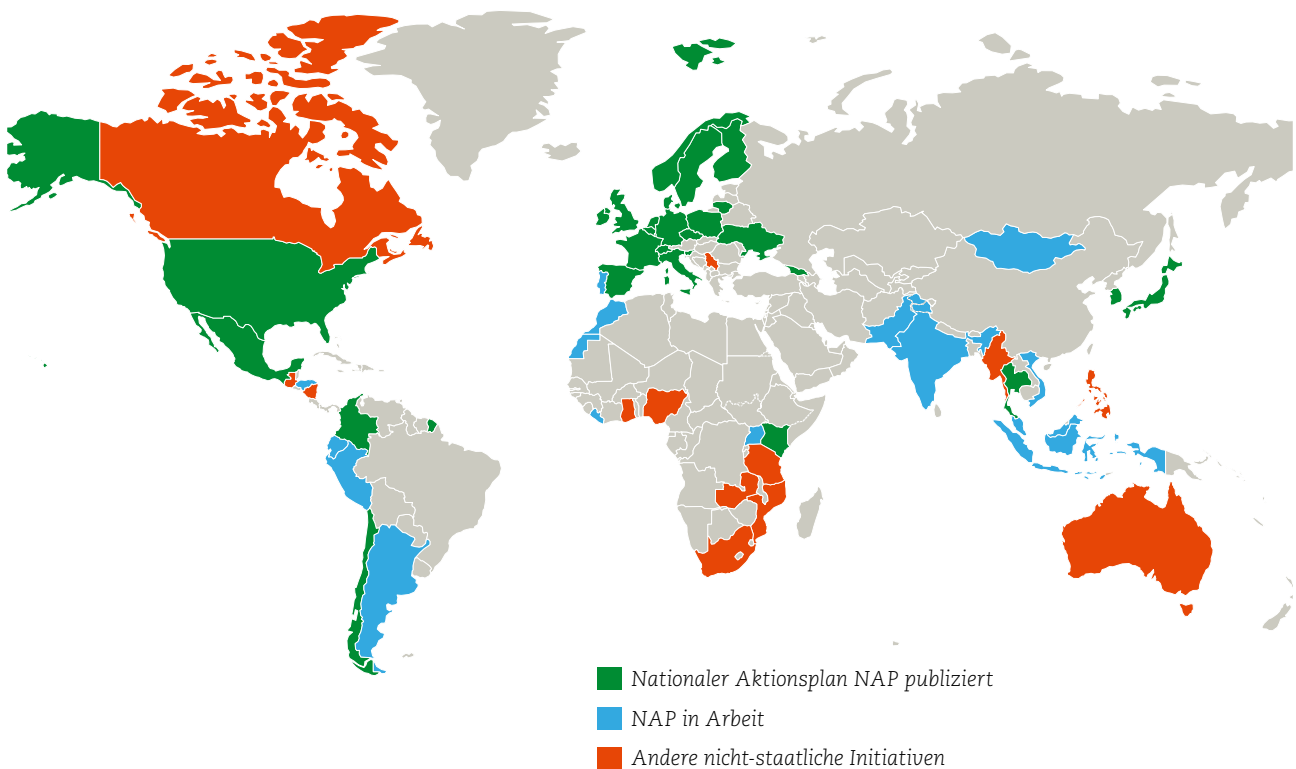 Nationaler Aktionsplan NAP publiziert
NAP in Arbeit
Andere nicht-staatliche Initiativen